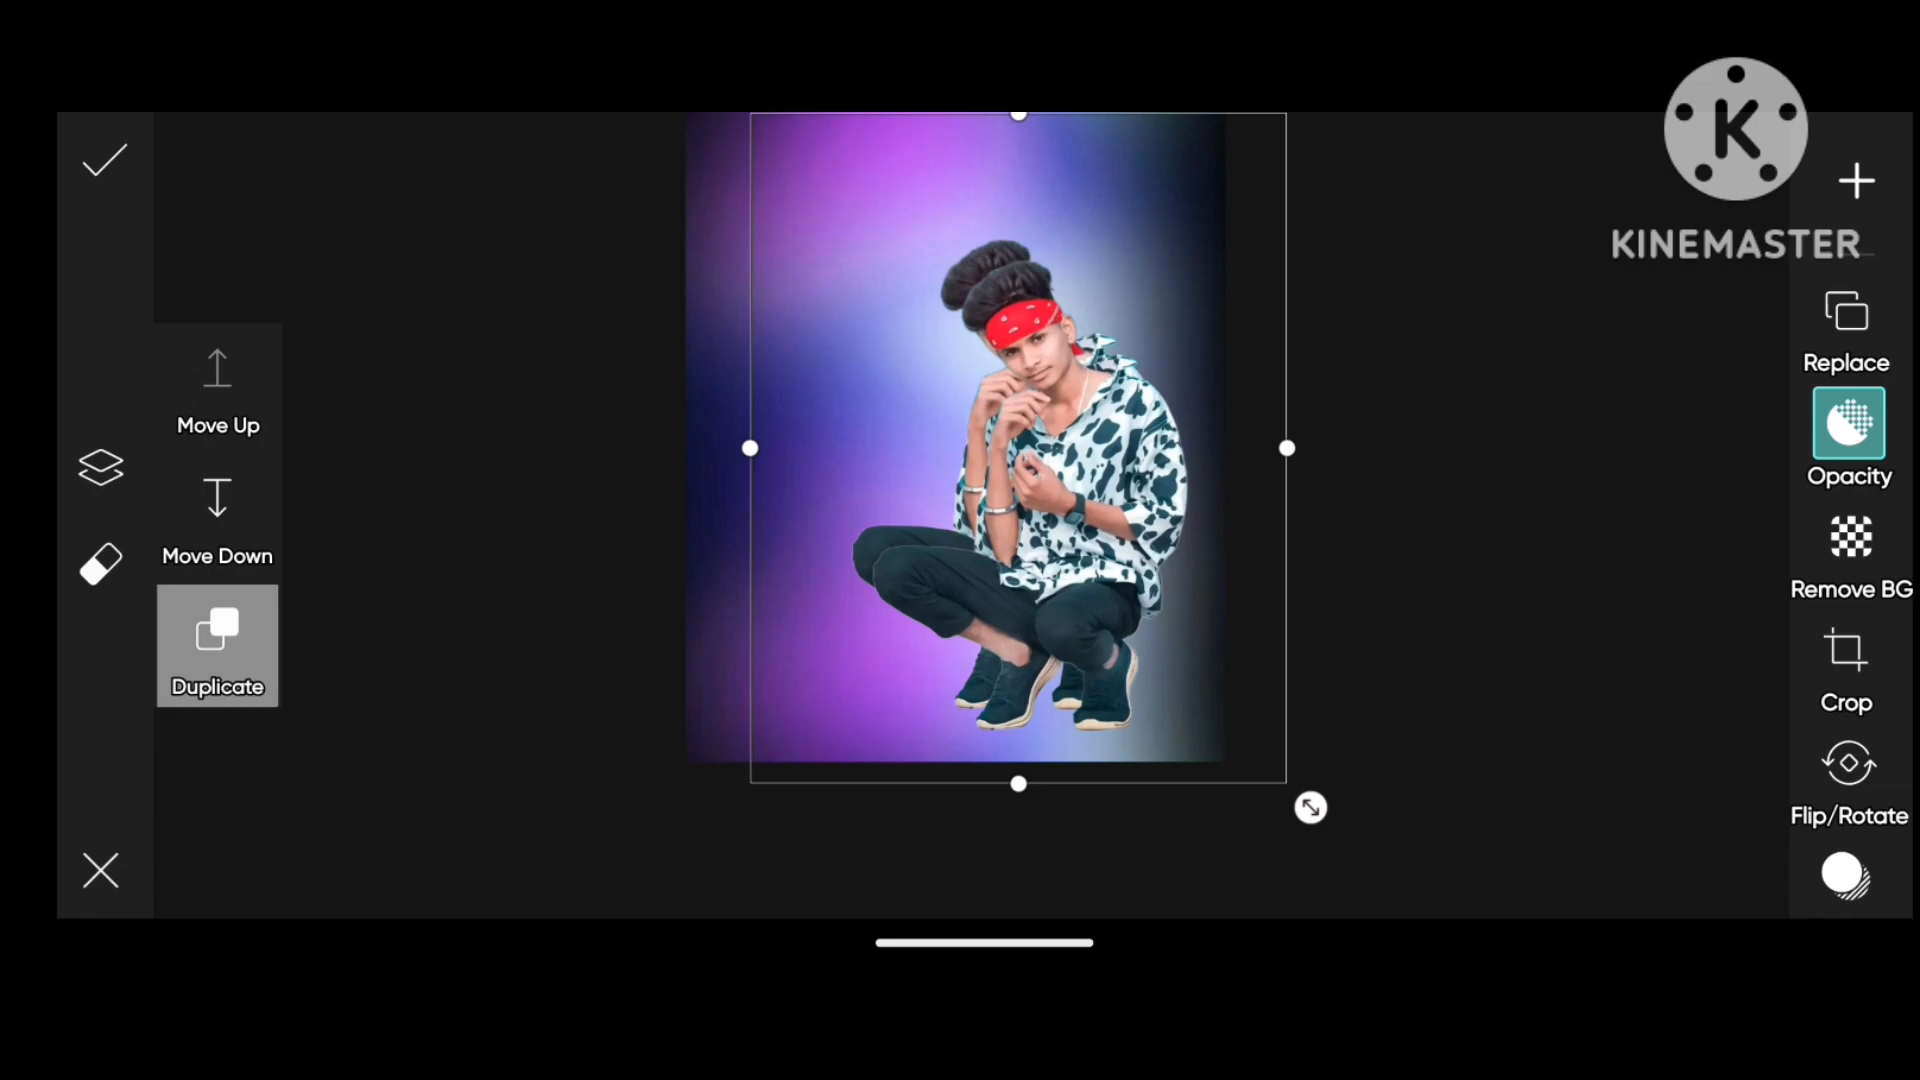 K
KINEMASTER
Move Up
Move Down
Duplicate
Replace
Opacity
Remove BG
Crop
Flip/Rotate